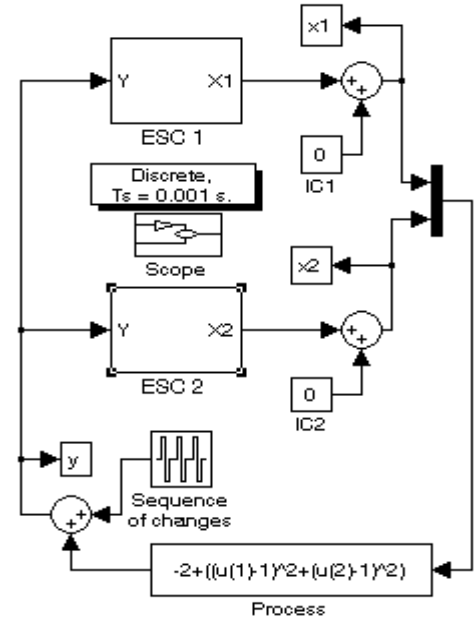 x1
Y X1
ESC 1
+
+
0
IC1
Discrete,
Ts = 0.001 s.
Scope
x2
Y X2
ESC 2
+
+
0
IC2
y
Sequence
of changes
+
+
-2+((u(1)-1)^2+(u(2)-1)^2)
Process